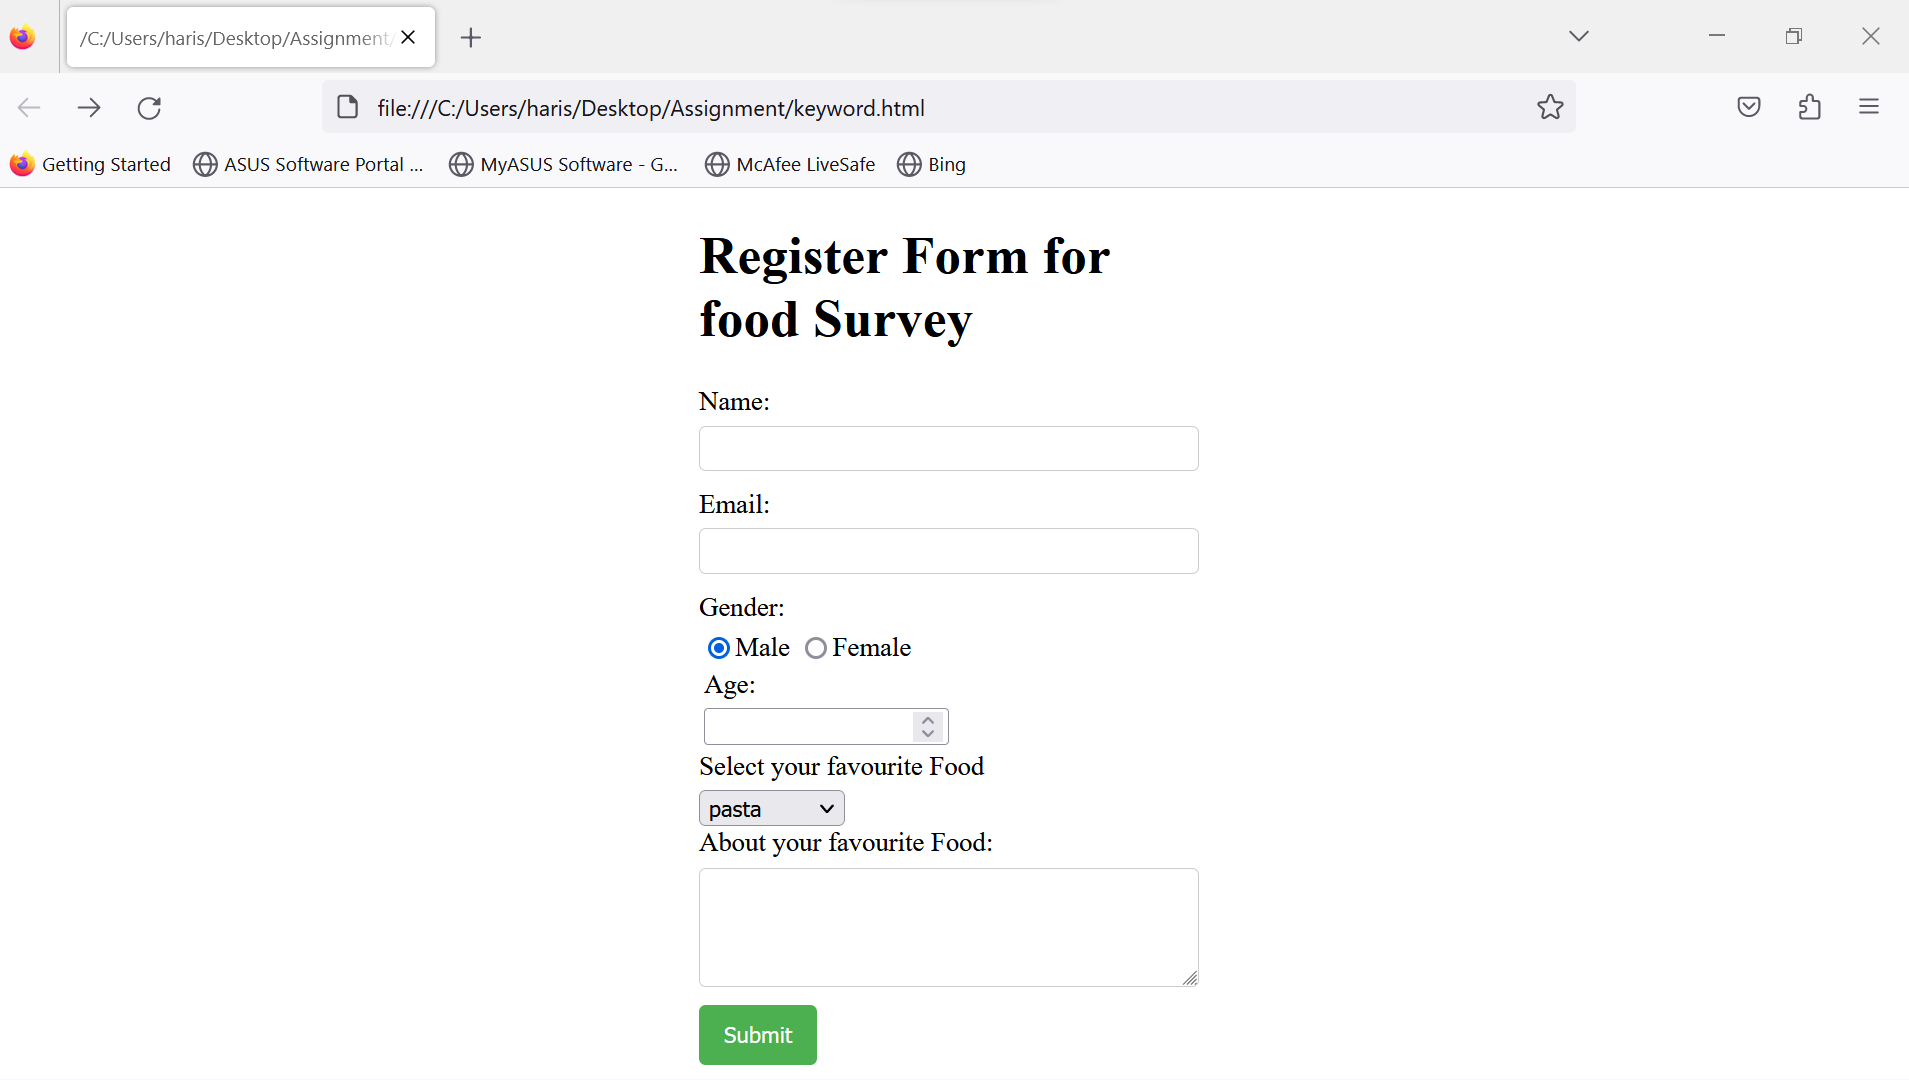 /C:/Users/haris/Desktop/Assignment/
file:///C:/Users/haris/Desktop/Assignment/keyword.html
Getting Started ASUS Software Portal ... MyASUS Software - G... McAfee LiveSafe Bing
Register Form for
food Survey
Name:
Email:
Gender:
Male Female
Age:
Select your favourite Food
pasta
About your favourite Food:
Submit